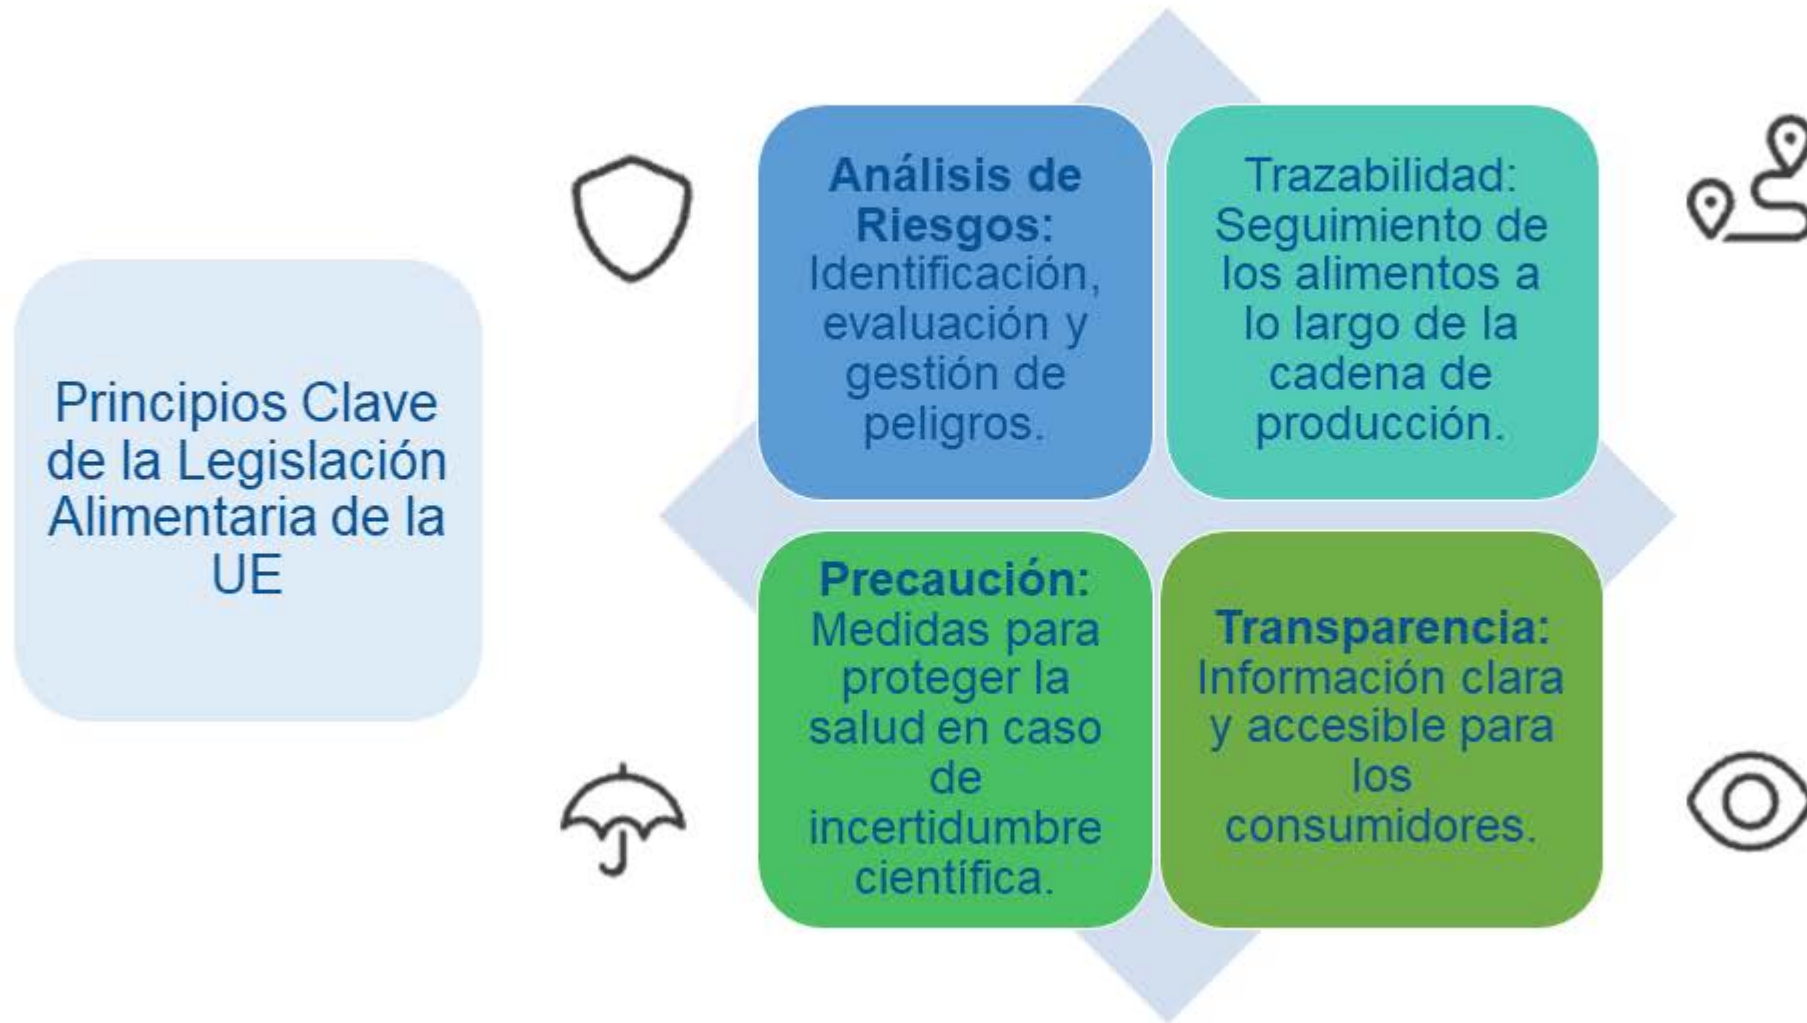 Principios Clave
de la Legislación
Alimentaria de la
UE
Análisis de
Riesgos:
Identificación,
evaluación y
gestión de
peligros.
Trazabilidad:
Seguimiento de
los alimentos a
lo largo de la
cadena de
producción.
Precaución:
Medidas para
proteger la
salud en caso
de
incertidumbre
científica.
Transparencia:
Información clara
y accesible para
los
consumidores.